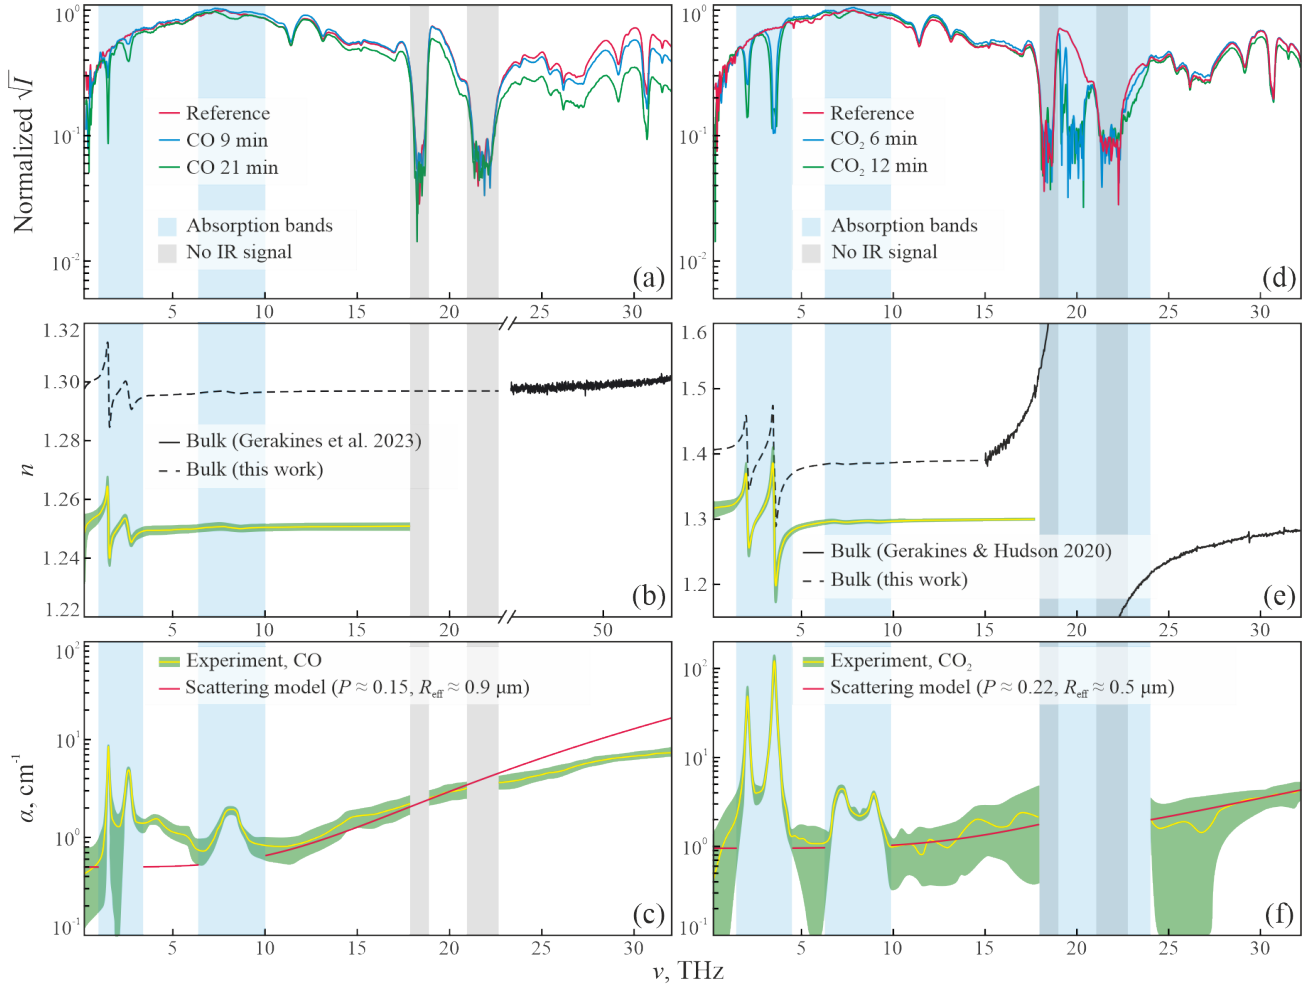 Normalized √I
10⁰
10⁻¹
10⁻²
Reference
CO 9 min
CO 21 min
Absorption bands
No IR signal
(a)
5 10 15 20 25 30
10⁰
10⁻¹
10⁻²
Reference
CO₂ 6 min
CO₂ 12 min
Absorption bands
No IR signal
(d)
5 10 15 20 25 30
n
1.32
1.30
1.28
1.26
1.24
1.22
Bulk (Gerakines et al. 2023)
Bulk (this work)
(b)
5 10 15 20 50
1.6
1.5
1.4
1.3
1.2
Bulk (Gerakines & Hudson 2020)
Bulk (this work)
(e)
5 10 15 20 25 30
α, cm⁻¹
10²
10¹
10⁰
10⁻¹
Experiment, CO
Scattering model (P ≈ 0.15, R_eff ≈ 0.9 µm)
(c)
5 10 15 20 25 30
10²
10¹
10⁰
10⁻¹
Experiment, CO₂
Scattering model (P ≈ 0.22, R_eff ≈ 0.5 µm)
(f)
5 10 15 20 25 30
ν, THz